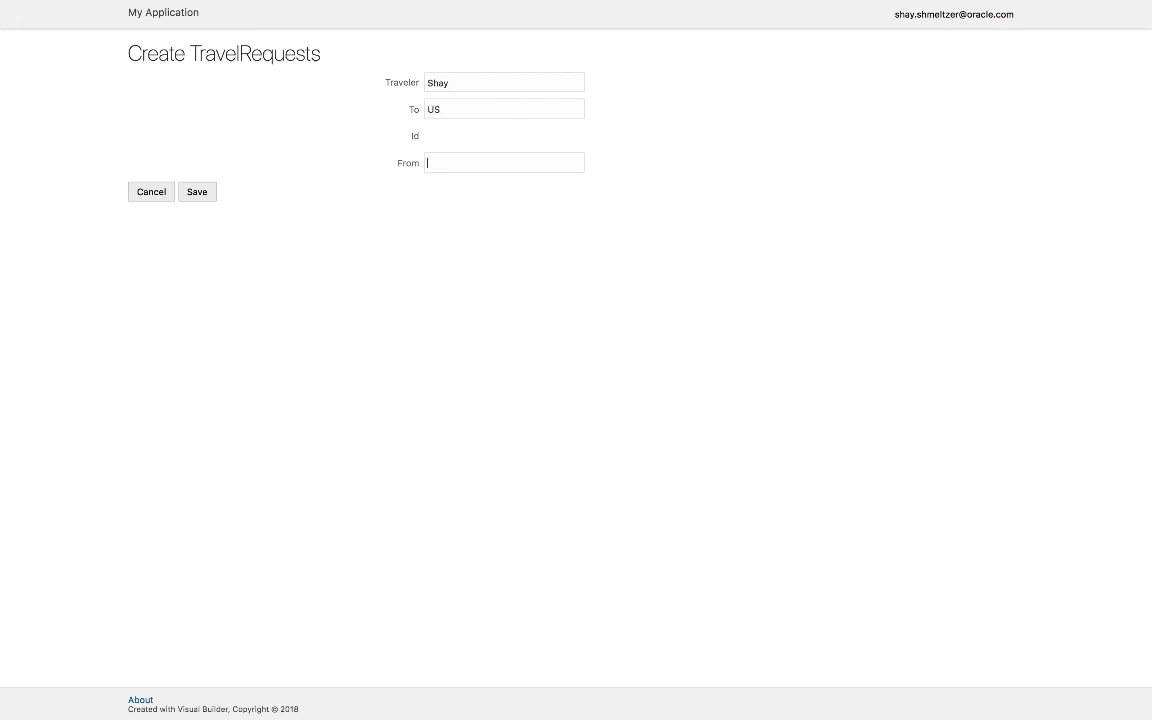 My Application
shay.shmeltzer@oracle.com
Create TravelRequests
Traveler Shay
To US
Id
From
Cancel Save
About
Created with Visual Builder, Copyright © 2018